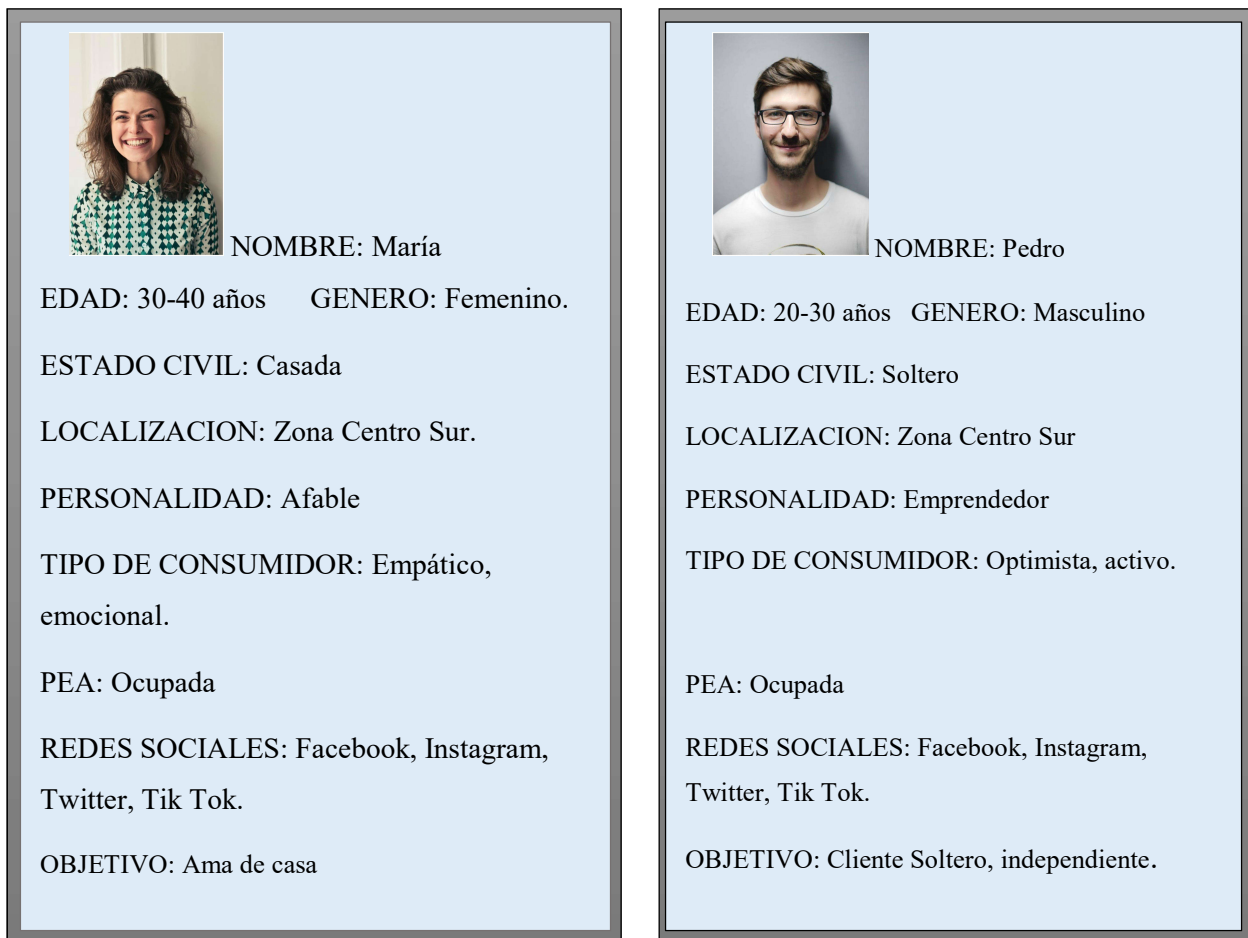 NOMBRE: María
EDAD: 30-40 años GENERO: Femenino.
ESTADO CIVIL: Casada
LOCALIZACION: Zona Centro Sur.
PERSONALIDAD: Afable
TIPO DE CONSUMIDOR: Empático,
emocional.
PEA: Ocupada
REDES SOCIALES: Facebook, Instagram,
Twitter, Tik Tok.
OBJETIVO: Ama de casa
NOMBRE: Pedro
EDAD: 20-30 años GENERO: Masculino
ESTADO CIVIL: Soltero
LOCALIZACION: Zona Centro Sur
PERSONALIDAD: Emprendedor
TIPO DE CONSUMIDOR: Optimista, activo.
PEA: Ocupada
REDES SOCIALES: Facebook, Instagram,
Twitter, Tik Tok.
OBJETIVO: Cliente Soltero, independiente.